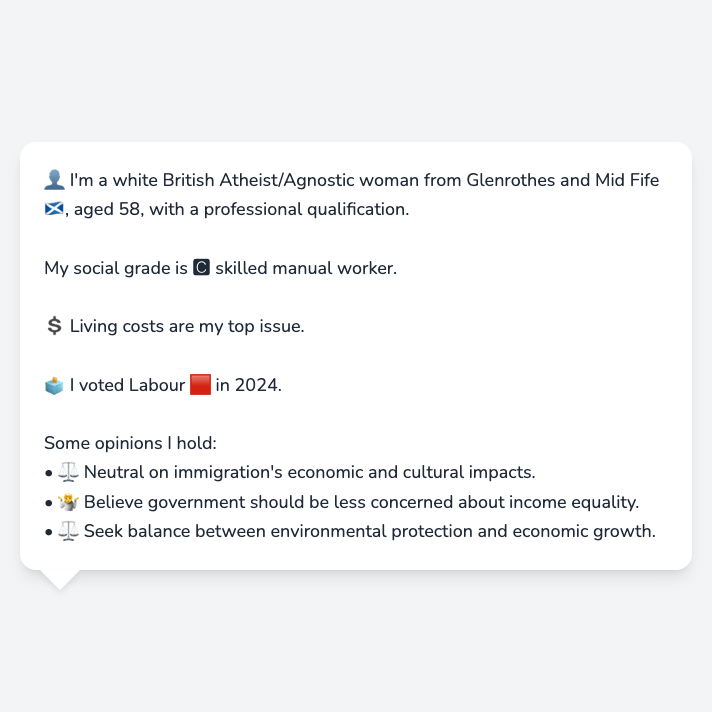 👤 I'm a white British Atheist/Agnostic woman from Glenrothes and Mid Fife
🏴󠁧󠁢󠁳󠁣󠁴󠁿, aged 58, with a professional qualification.
My social grade is 🅲 skilled manual worker.
💲 Living costs are my top issue.
🗳️ I voted Labour 🟥 in 2024.
Some opinions I hold:
• ⚖️ Neutral on immigration's economic and cultural impacts.
• 🤷‍♀️ Believe government should be less concerned about income equality.
• ⚖️ Seek balance between environmental protection and economic growth.